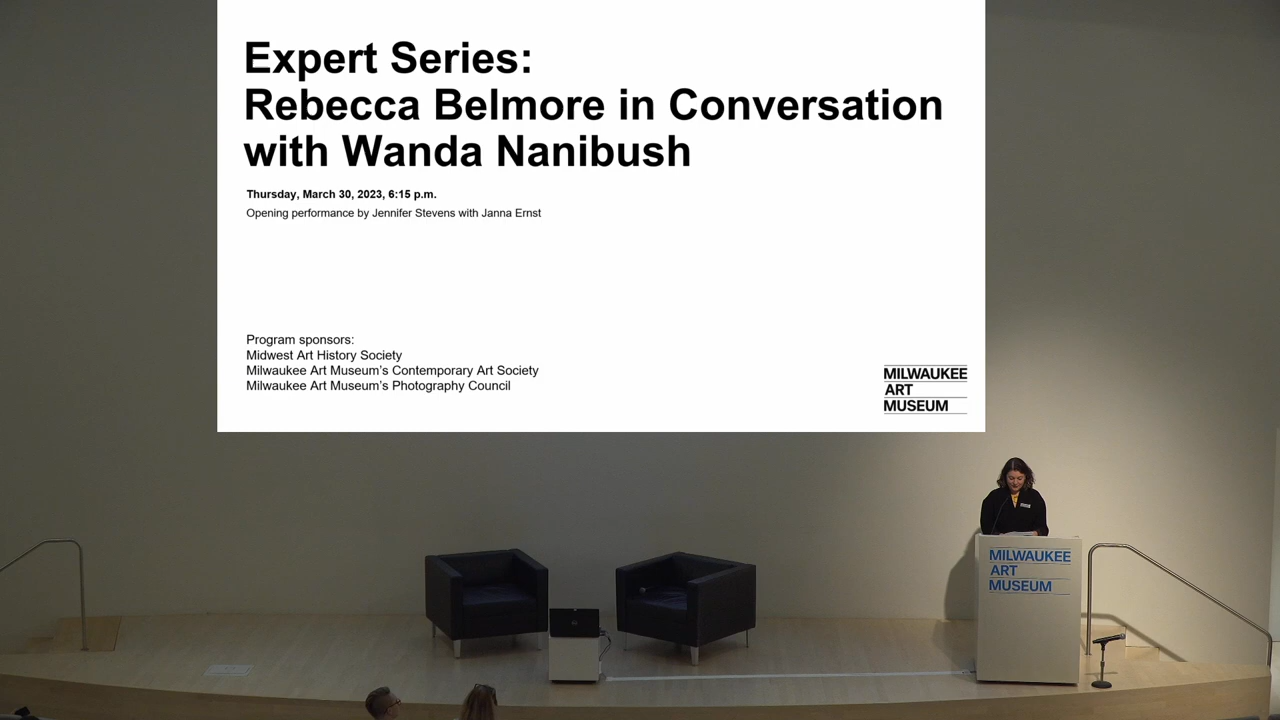 Expert Series:
Rebecca Belmore in Conversation
with Wanda Nanibush
Thursday, March 30, 2023, 6:15 p.m.
Opening performance by Jennifer Stevens with Janna Ernst
Program sponsors:
Midwest Art History Society
Milwaukee Art Museum's Contemporary Art Society
Milwaukee Art Museum's Photography Council
MILWAUKEE
ART
MUSEUM
MILWAUKEE
ART
MUSEUM